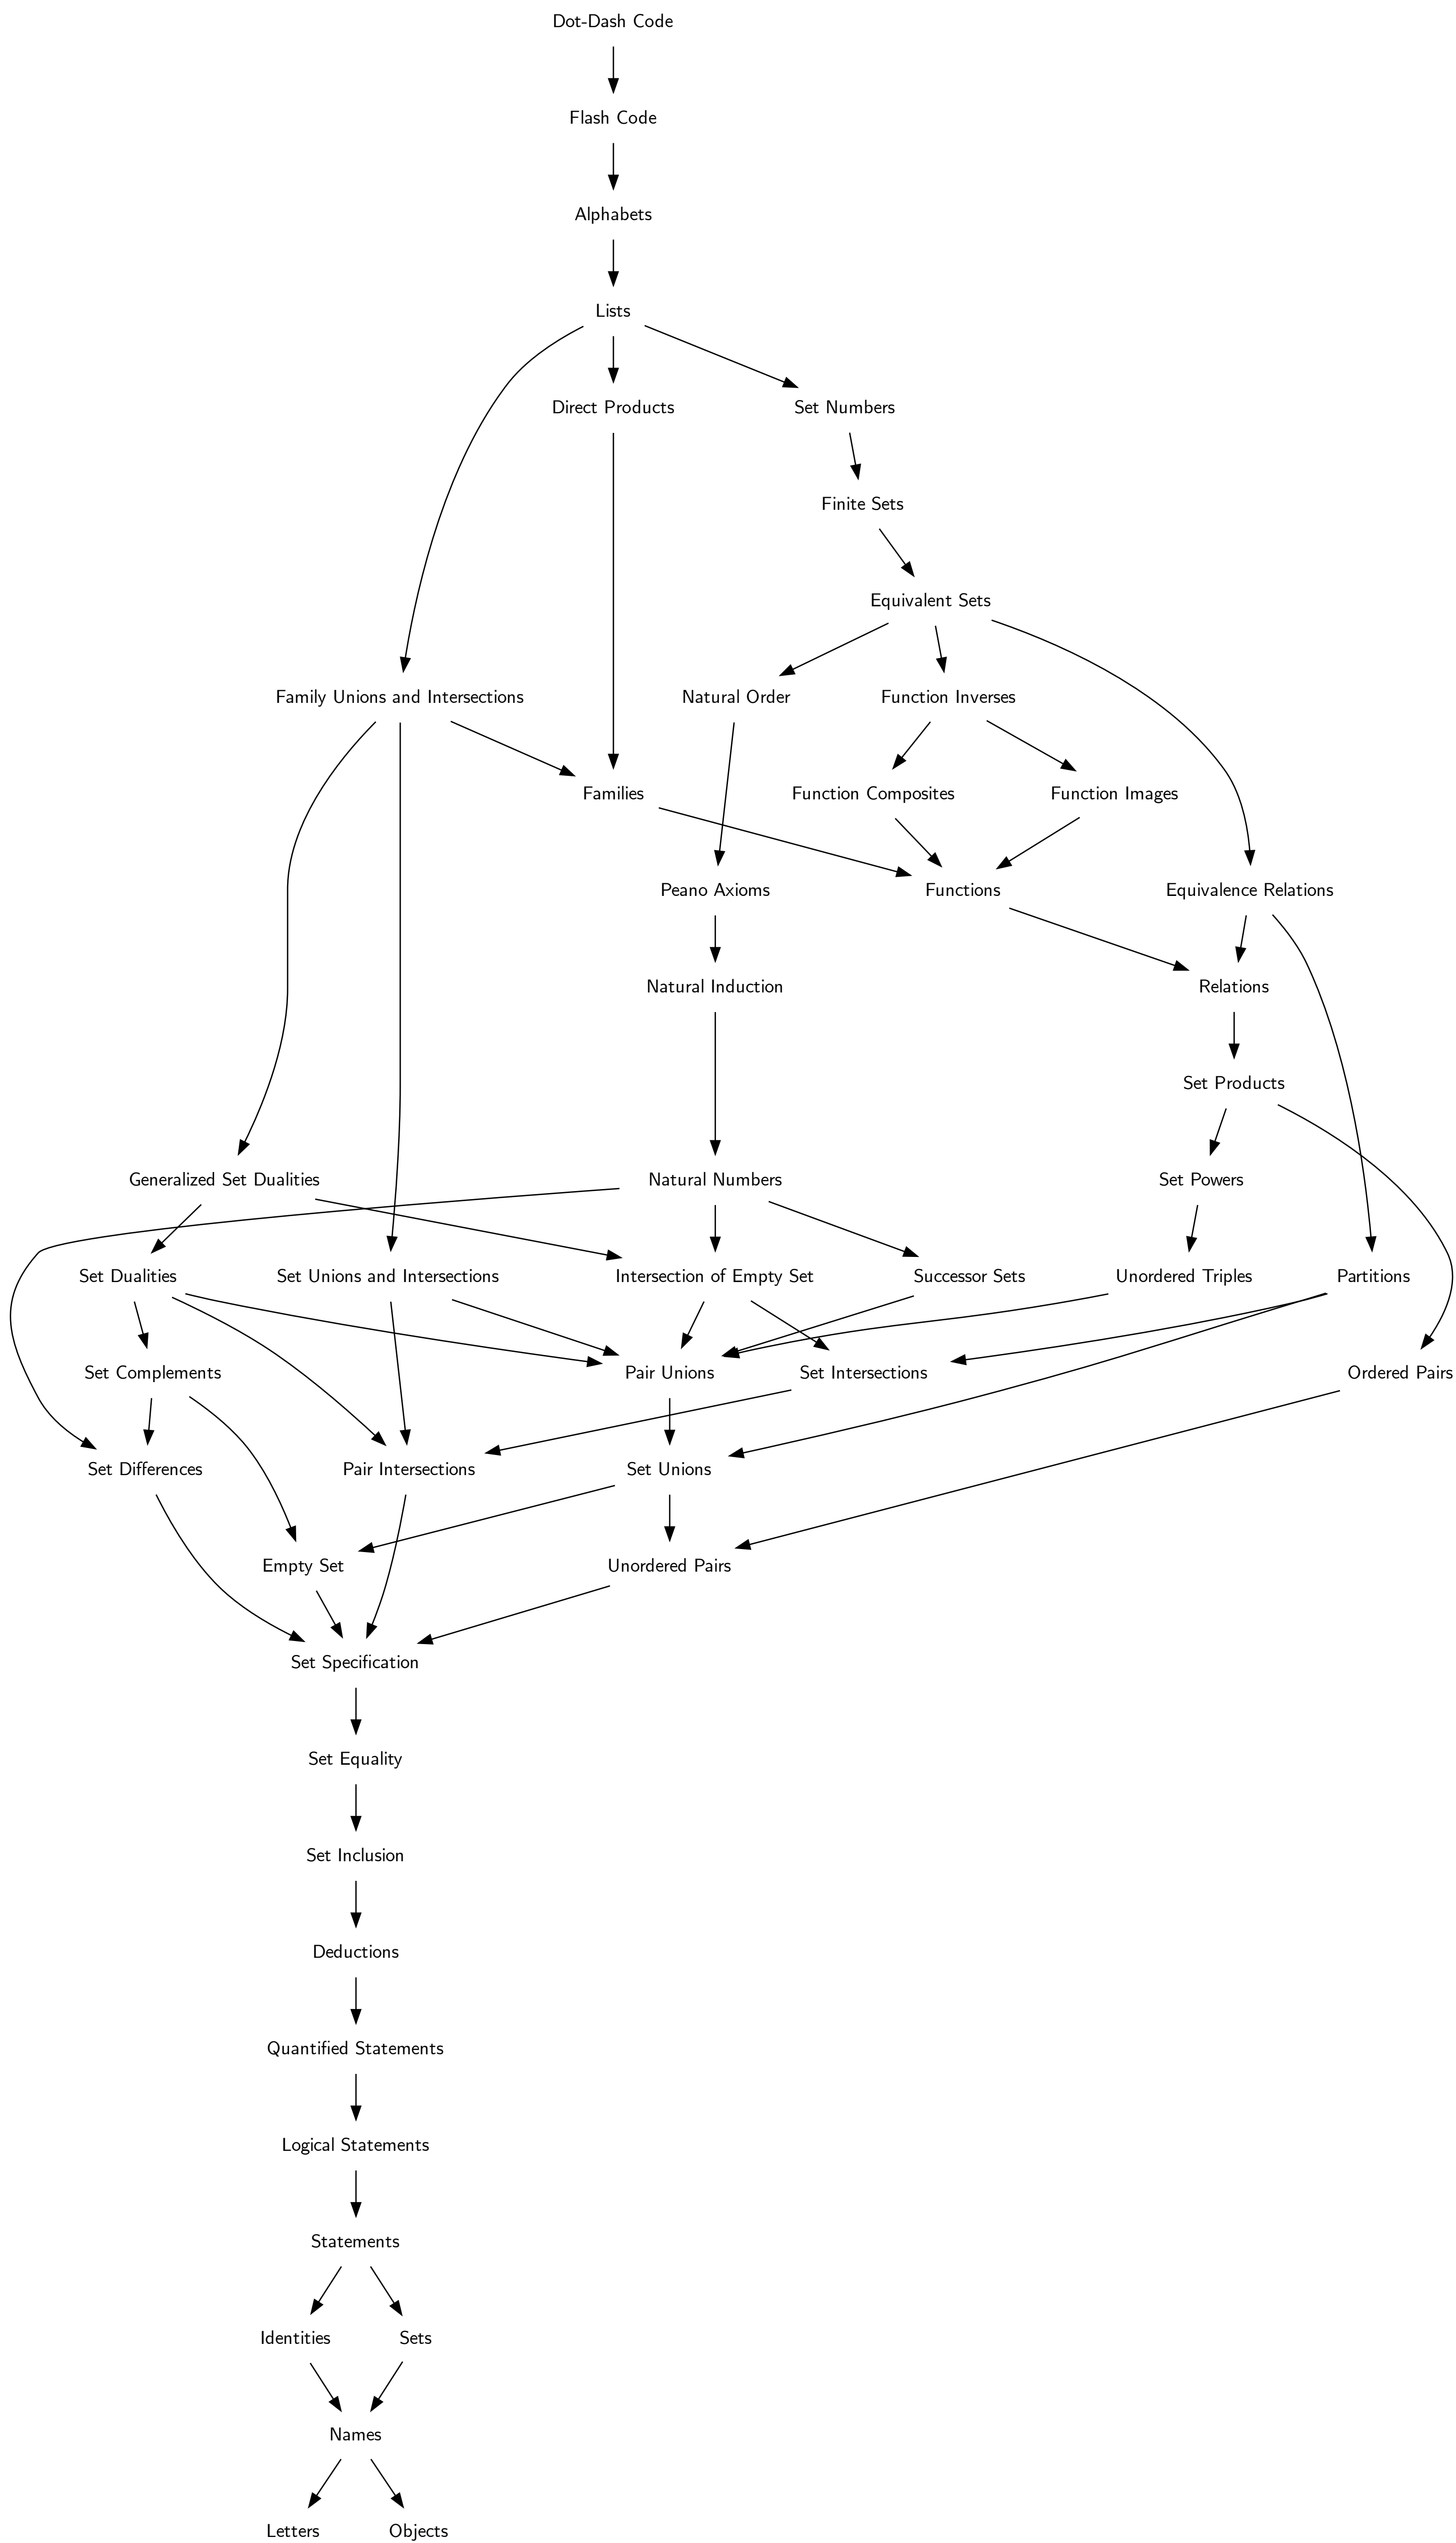 Dot-Dash Code
Flash Code
Alphabets
Lists
Direct Products
Set Numbers
Finite Sets
Equivalent Sets
Family Unions and Intersections
Natural Order
Function Inverses
Families
Function Composites
Function Images
Peano Axioms
Functions
Equivalence Relations
Natural Induction
Relations
Set Products
Generalized Set Dualities
Natural Numbers
Set Powers
Set Dualities
Set Unions and Intersections
Intersection of Empty Set
Successor Sets
Unordered Triples
Partitions
Set Complements
Pair Unions
Set Intersections
Ordered Pairs
Set Differences
Pair Intersections
Set Unions
Empty Set
Unordered Pairs
Set Specification
Set Equality
Set Inclusion
Deductions
Quantified Statements
Logical Statements
Statements
Identities
Sets
Names
Letters
Objects